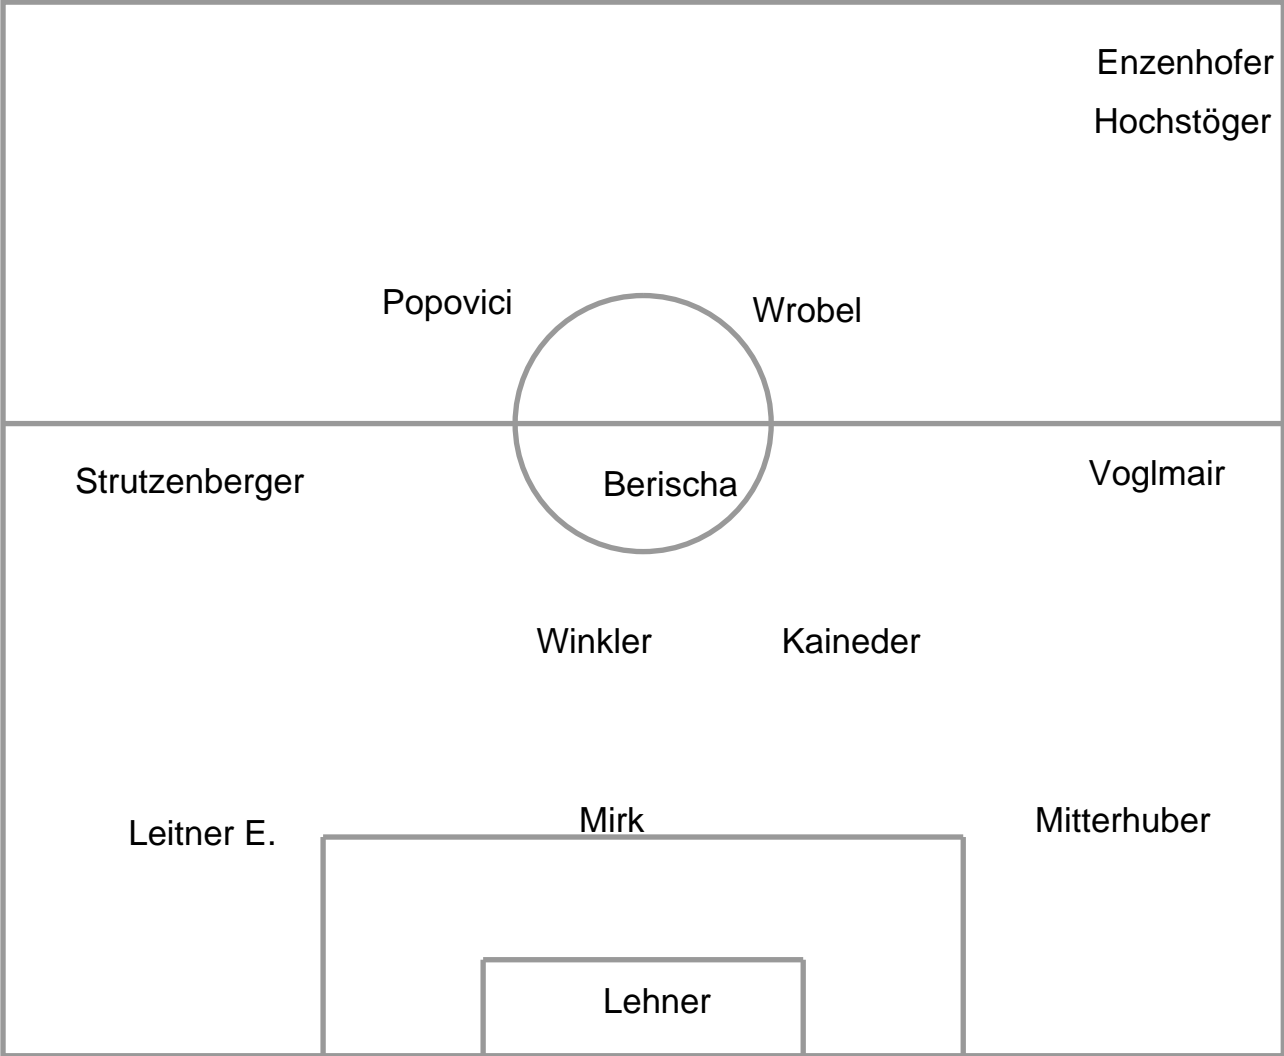 Enzenhofer
Hochstöger
Popovici
Wrobel
Strutzenberger
Berischa
Voglmair
Winkler
Kaineder
Leitner E.
Mirk
Mitterhuber
Lehner